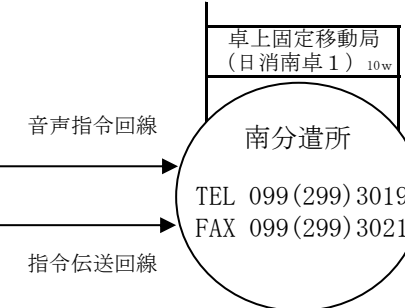 卓上固定移動局
(日消南卓１) 10w
音声指令回線
南分遣所
TEL 099(299)3019
FAX 099(299)3021
指令伝送回線